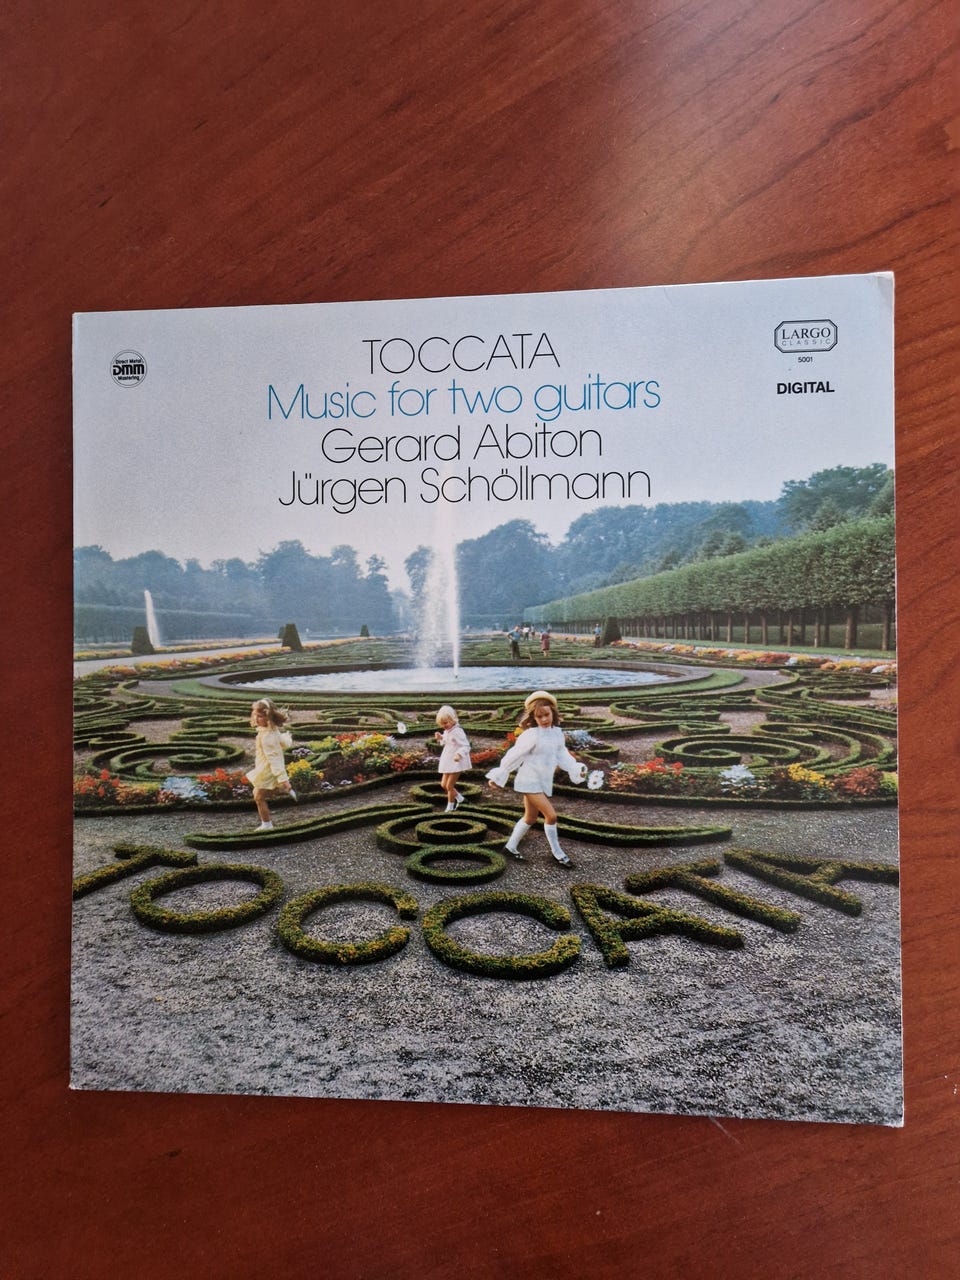 Direct Metal
DMM
Mastering
TOCCATA
Music for two guitars
Gerard Abiton
Jürgen Schöllmann
LARGO
CLASSIC
5001
DIGITAL
TOCCATA